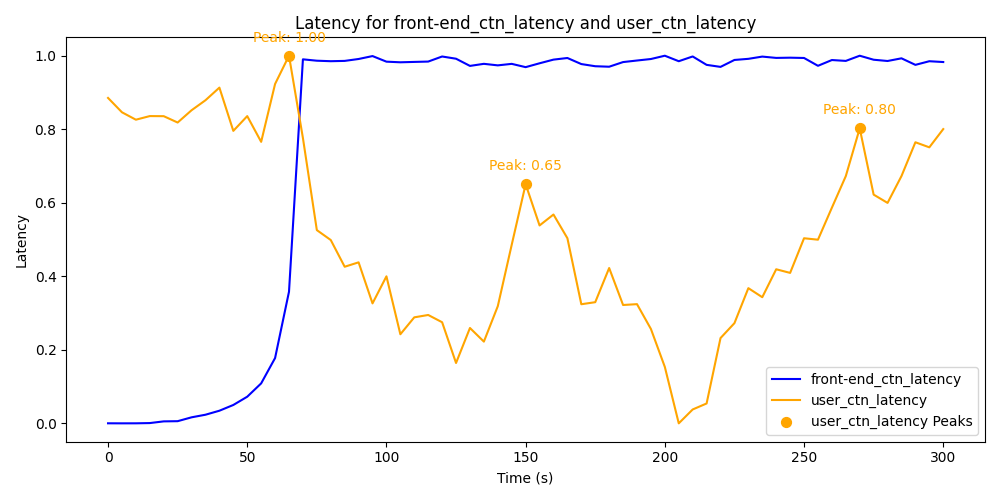 Latency for front-end_ctn_latency and user_ctn_latency
Peak: 1.00
Peak: 0.80
Peak: 0.65
Latency
1.0
0.8
0.6
0.4
0.2
0.0
front-end_ctn_latency
user_ctn_latency
user_ctn_latency Peaks
0 50 100 150 200 250 300
Time (s)